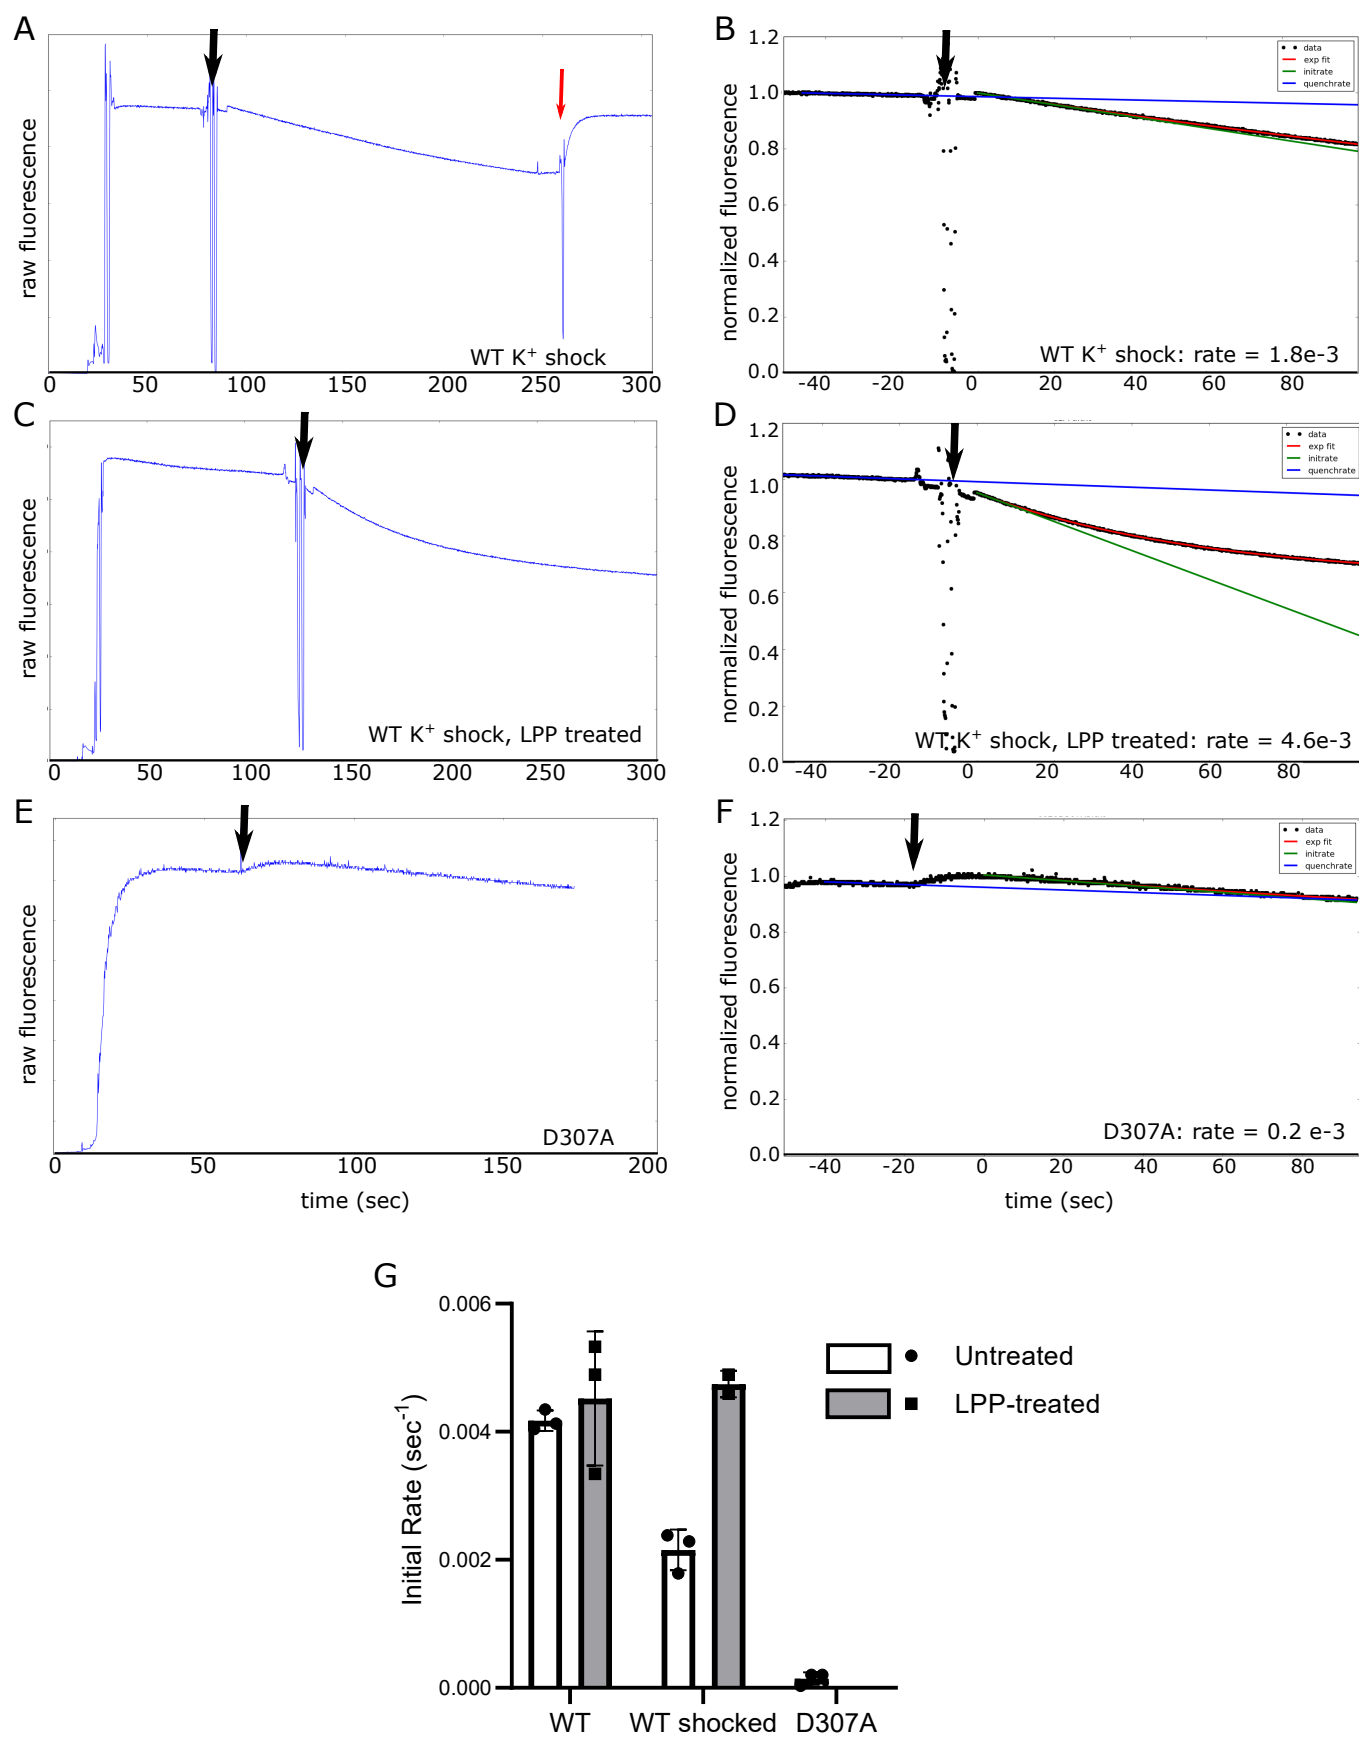 A
raw fluorescence
WT K+ shock
0 50 100 150 200 250 300
B
normalized fluorescence
1.2
1.0
0.8
0.6
0.4
0.2
0.0
data
exp fit
initrate
quenchrate
WT K+ shock: rate = 1.8e-3
-40 -20 0 20 40 60 80
C
raw fluorescence
WT K+ shock, LPP treated
0 50 100 150 200 250 300
D
normalized fluorescence
1.2
1.0
0.8
0.6
0.4
0.2
0.0
data
exp fit
initrate
quenchrate
WT K+ shock, LPP treated: rate = 4.6e-3
-40 -20 0 20 40 60 80
E
raw fluorescence
D307A
0 50 100 150 200
time (sec)
F
normalized fluorescence
1.2
1.0
0.8
0.6
0.4
0.2
0.0
data
exp fit
initrate
quenchrate
D307A: rate = 0.2 e-3
-40 -20 0 20 40 60 80
time (sec)
G
Initial Rate (sec-1)
0.006
0.004
0.002
0.000
WT WT shocked D307A
Untreated
LPP-treated